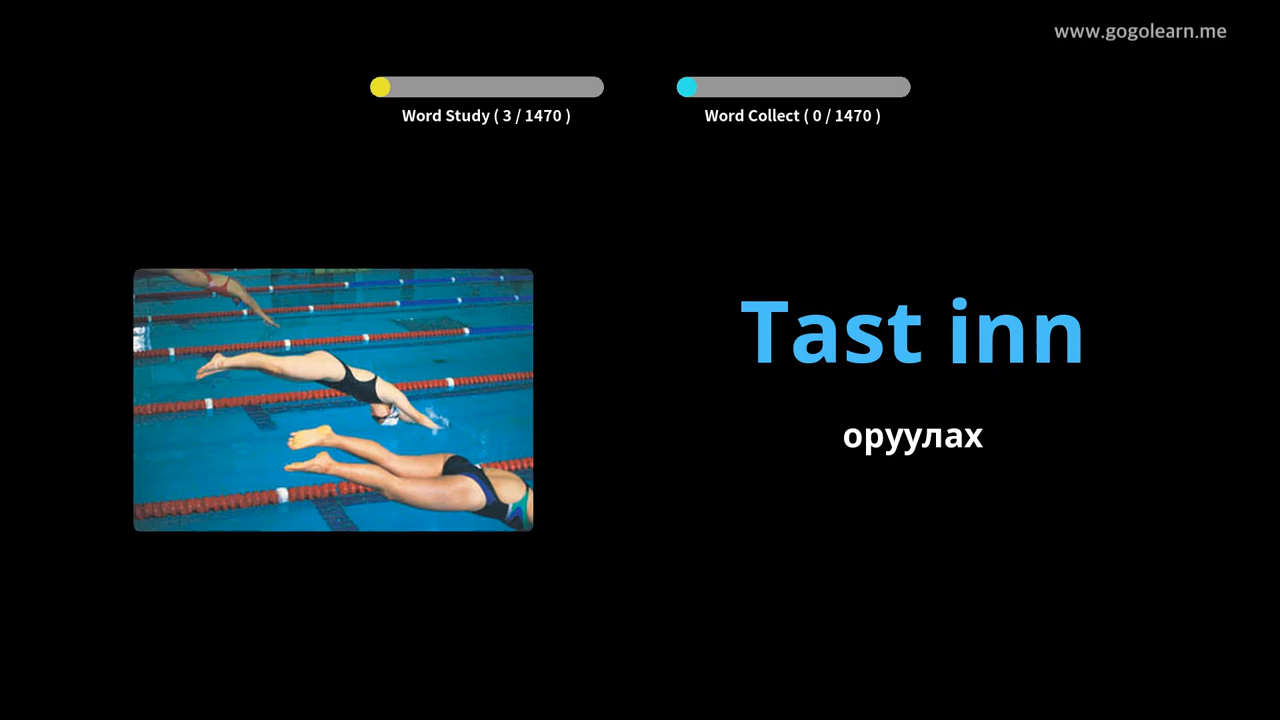 www.gogolearn.me
Word Study ( 3 / 1470 )
Word Collect ( 0 / 1470 )
Tast inn
оруулах